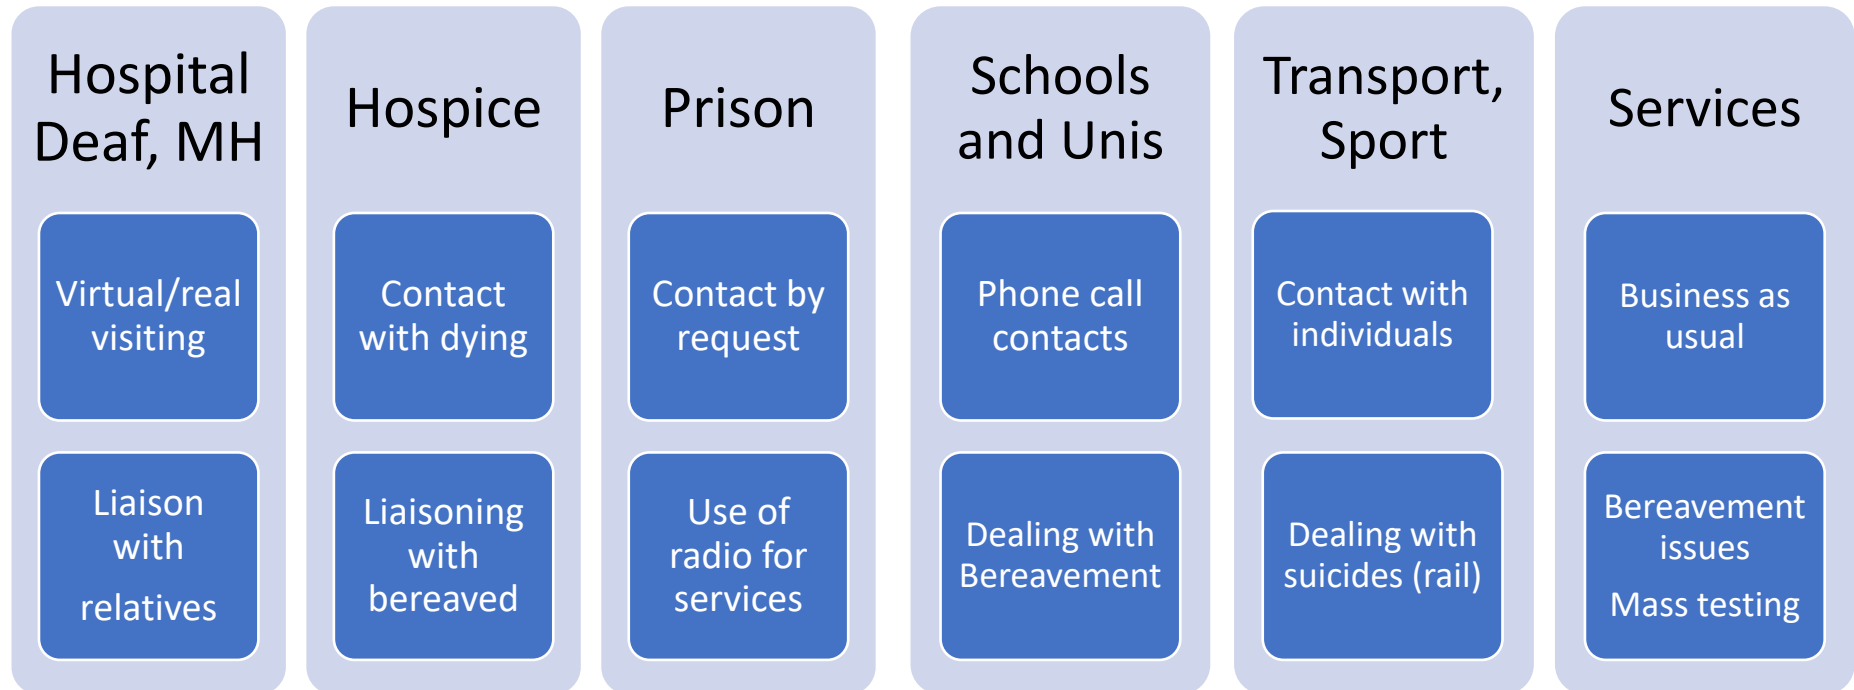 Hospital
Deaf, MH
Virtual/real
visiting
Liaison
with
relatives
Hospice
Contact
with dying
Liaisoning
with
bereaved
Prison
Contact by
request
Use of
radio for
services
Schools
and Unis
Phone call
contacts
Dealing with
Bereavement
Transport,
Sport
Contact with
individuals
Dealing with
suicides (rail)
Services
Business as
usual
Bereavement
issues
Mass testing